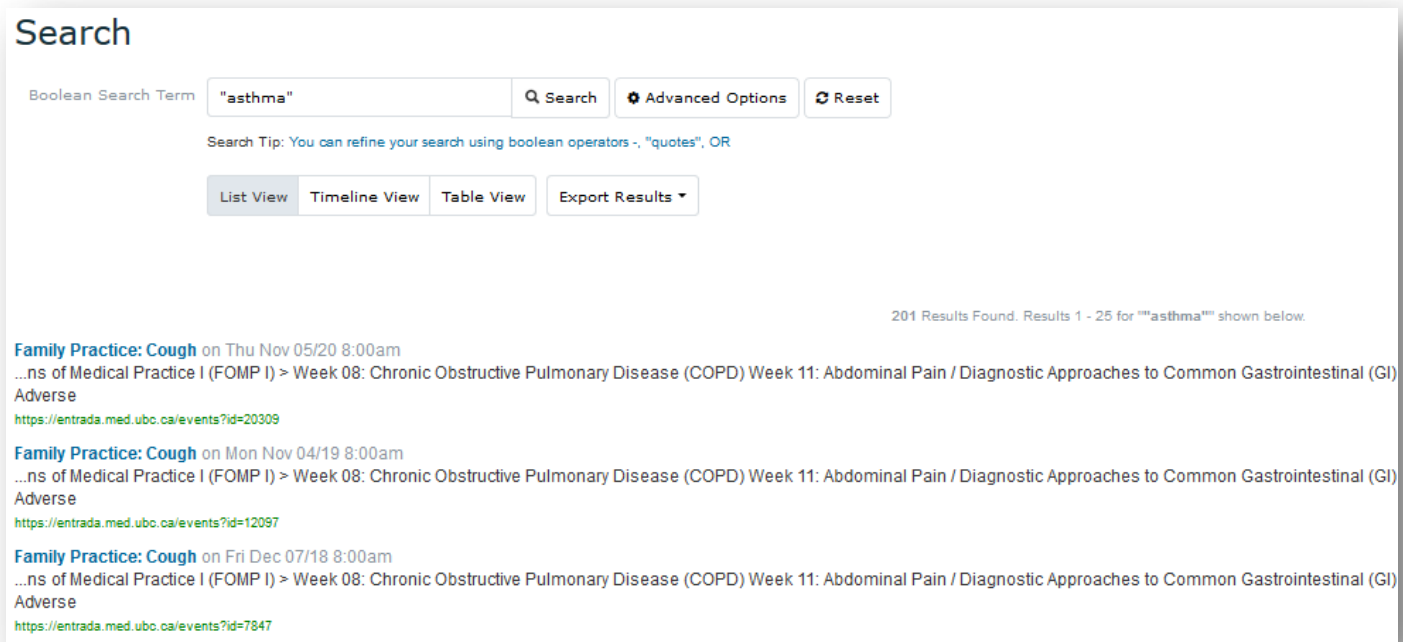 Search
Boolean Search Term "asthma" Search Advanced Options Reset
Search Tip: You can refine your search using boolean operators -, "quotes", OR
List View Timeline View Table View Export Results
201 Results Found. Results 1 - 25 for ""asthma"" shown below.
Family Practice: Cough on Thu Nov 05/20 8:00am
...ns of Medical Practice I (FOMP I) > Week 08: Chronic Obstructive Pulmonary Disease (COPD) Week 11: Abdominal Pain / Diagnostic Approaches to Common Gastrointestinal (GI)
Adverse
https://entrada.med.ubc.ca/events?id=20309
Family Practice: Cough on Mon Nov 04/19 8:00am
...ns of Medical Practice I (FOMP I) > Week 08: Chronic Obstructive Pulmonary Disease (COPD) Week 11: Abdominal Pain / Diagnostic Approaches to Common Gastrointestinal (GI)
Adverse
https://entrada.med.ubc.ca/events?id=12097
Family Practice: Cough on Fri Dec 07/18 8:00am
...ns of Medical Practice I (FOMP I) > Week 08: Chronic Obstructive Pulmonary Disease (COPD) Week 11: Abdominal Pain / Diagnostic Approaches to Common Gastrointestinal (GI)
Adverse
https://entrada.med.ubc.ca/events?id=7847